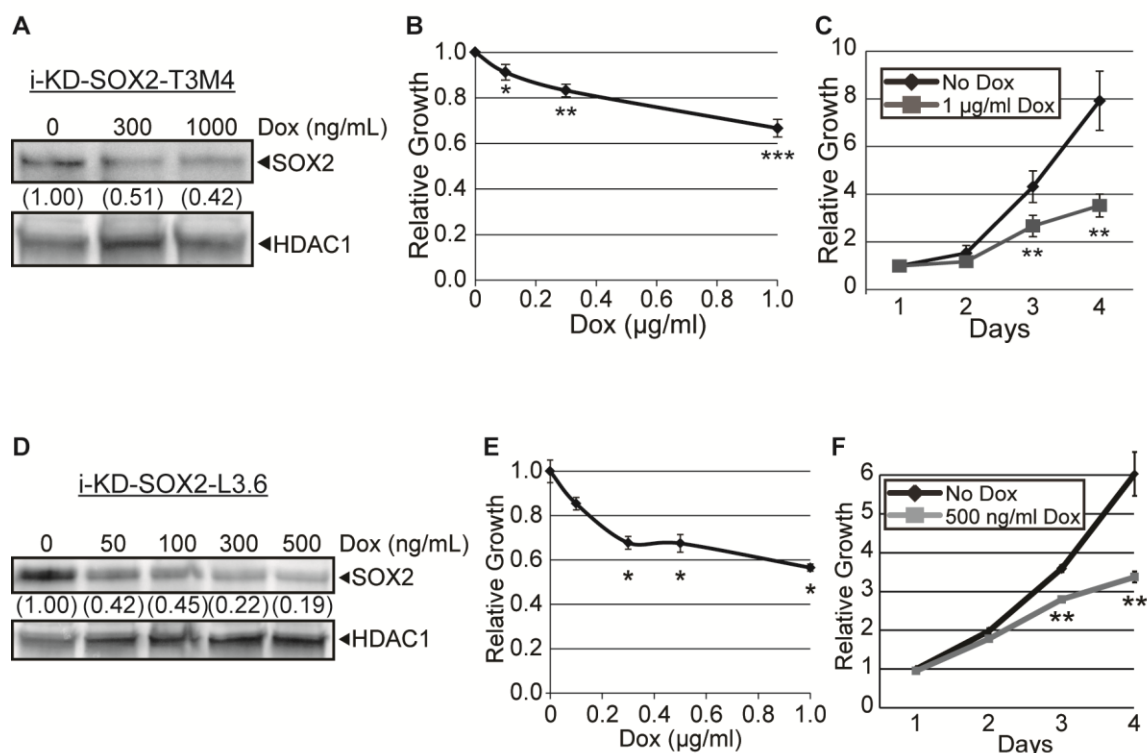 A
i-KD-SOX2-T3M4
0 300 1000 Dox (ng/mL)
◄SOX2
(1.00) (0.51) (0.42)
◄HDAC1
B
Relative Growth
1.0
0.8
0.6
0.4
0.2
0.0
* ** ***
0 0.2 0.4 0.6 0.8 1.0
Dox (µg/ml)
C
Relative Growth
10
8
6
4
2
0
No Dox
1 µg/ml Dox
** **
1 2 3 4
Days
D
i-KD-SOX2-L3.6
0 50 100 300 500 Dox (ng/mL)
◄SOX2
(1.00) (0.42) (0.45) (0.22) (0.19)
◄HDAC1
E
Relative Growth
1.0
0.8
0.6
0.4
0.2
0.0
* * *
0 0.2 0.4 0.6 0.8 1.0
Dox (µg/ml)
F
Relative Growth
6
5
4
3
2
1
0
No Dox
500 ng/ml Dox
** **
1 2 3 4
Days